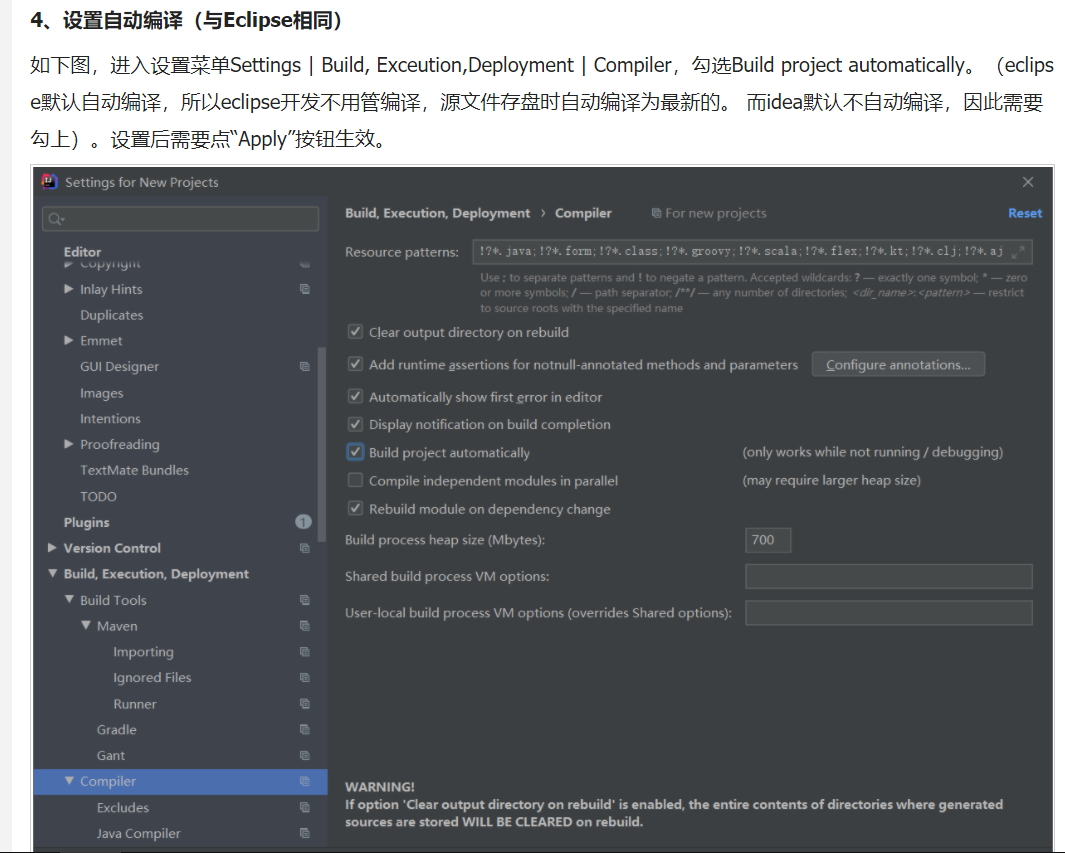 4、设置自动编译（与Eclipse相同）
如下图，进入设置菜单Settings | Build, Exceution,Deployment | Compiler，勾选Build project automatically。（eclips
e默认自动编译，所以eclipse开发不用管编译，源文件存盘时自动编译为最新的。 而idea默认不自动编译，因此需要
勾上）。设置后需要点“Apply”按钮生效。
Settings for New Projects
Editor
Copyright
Inlay Hints
Duplicates
Emmet
GUI Designer
Images
Intentions
Proofreading
TextMate Bundles
TODO
Plugins 1
Version Control
Build, Execution, Deployment
Build Tools
Maven
Importing
Ignored Files
Runner
Gradle
Gant
Compiler
Excludes
Java Compiler
Build, Execution, Deployment › Compiler For new projects Reset
Resource patterns: !?*.java;!?*.form;!?*.class;!?*.groovy;!?*.scala;!?*.flex;!?*.kt;!?*.clj;!?*.aj
Use ; to separate patterns and ! to negate a pattern. Accepted wildcards: ? — exactly one symbol; * — zero
or more symbols; / — path separator; /**/ — any number of directories; <dir_name>:<pattern> — restrict
to source roots with the specified name
Clear output directory on rebuild
Add runtime assertions for notnull-annotated methods and parameters Configure annotations...
Automatically show first error in editor
Display notification on build completion
Build project automatically (only works while not running / debugging)
Compile independent modules in parallel (may require larger heap size)
Rebuild module on dependency change
Build process heap size (Mbytes): 700
Shared build process VM options:
User-local build process VM options (overrides Shared options):
WARNING!
If option 'Clear output directory on rebuild' is enabled, the entire contents of directories where generated
sources are stored WILL BE CLEARED on rebuild.